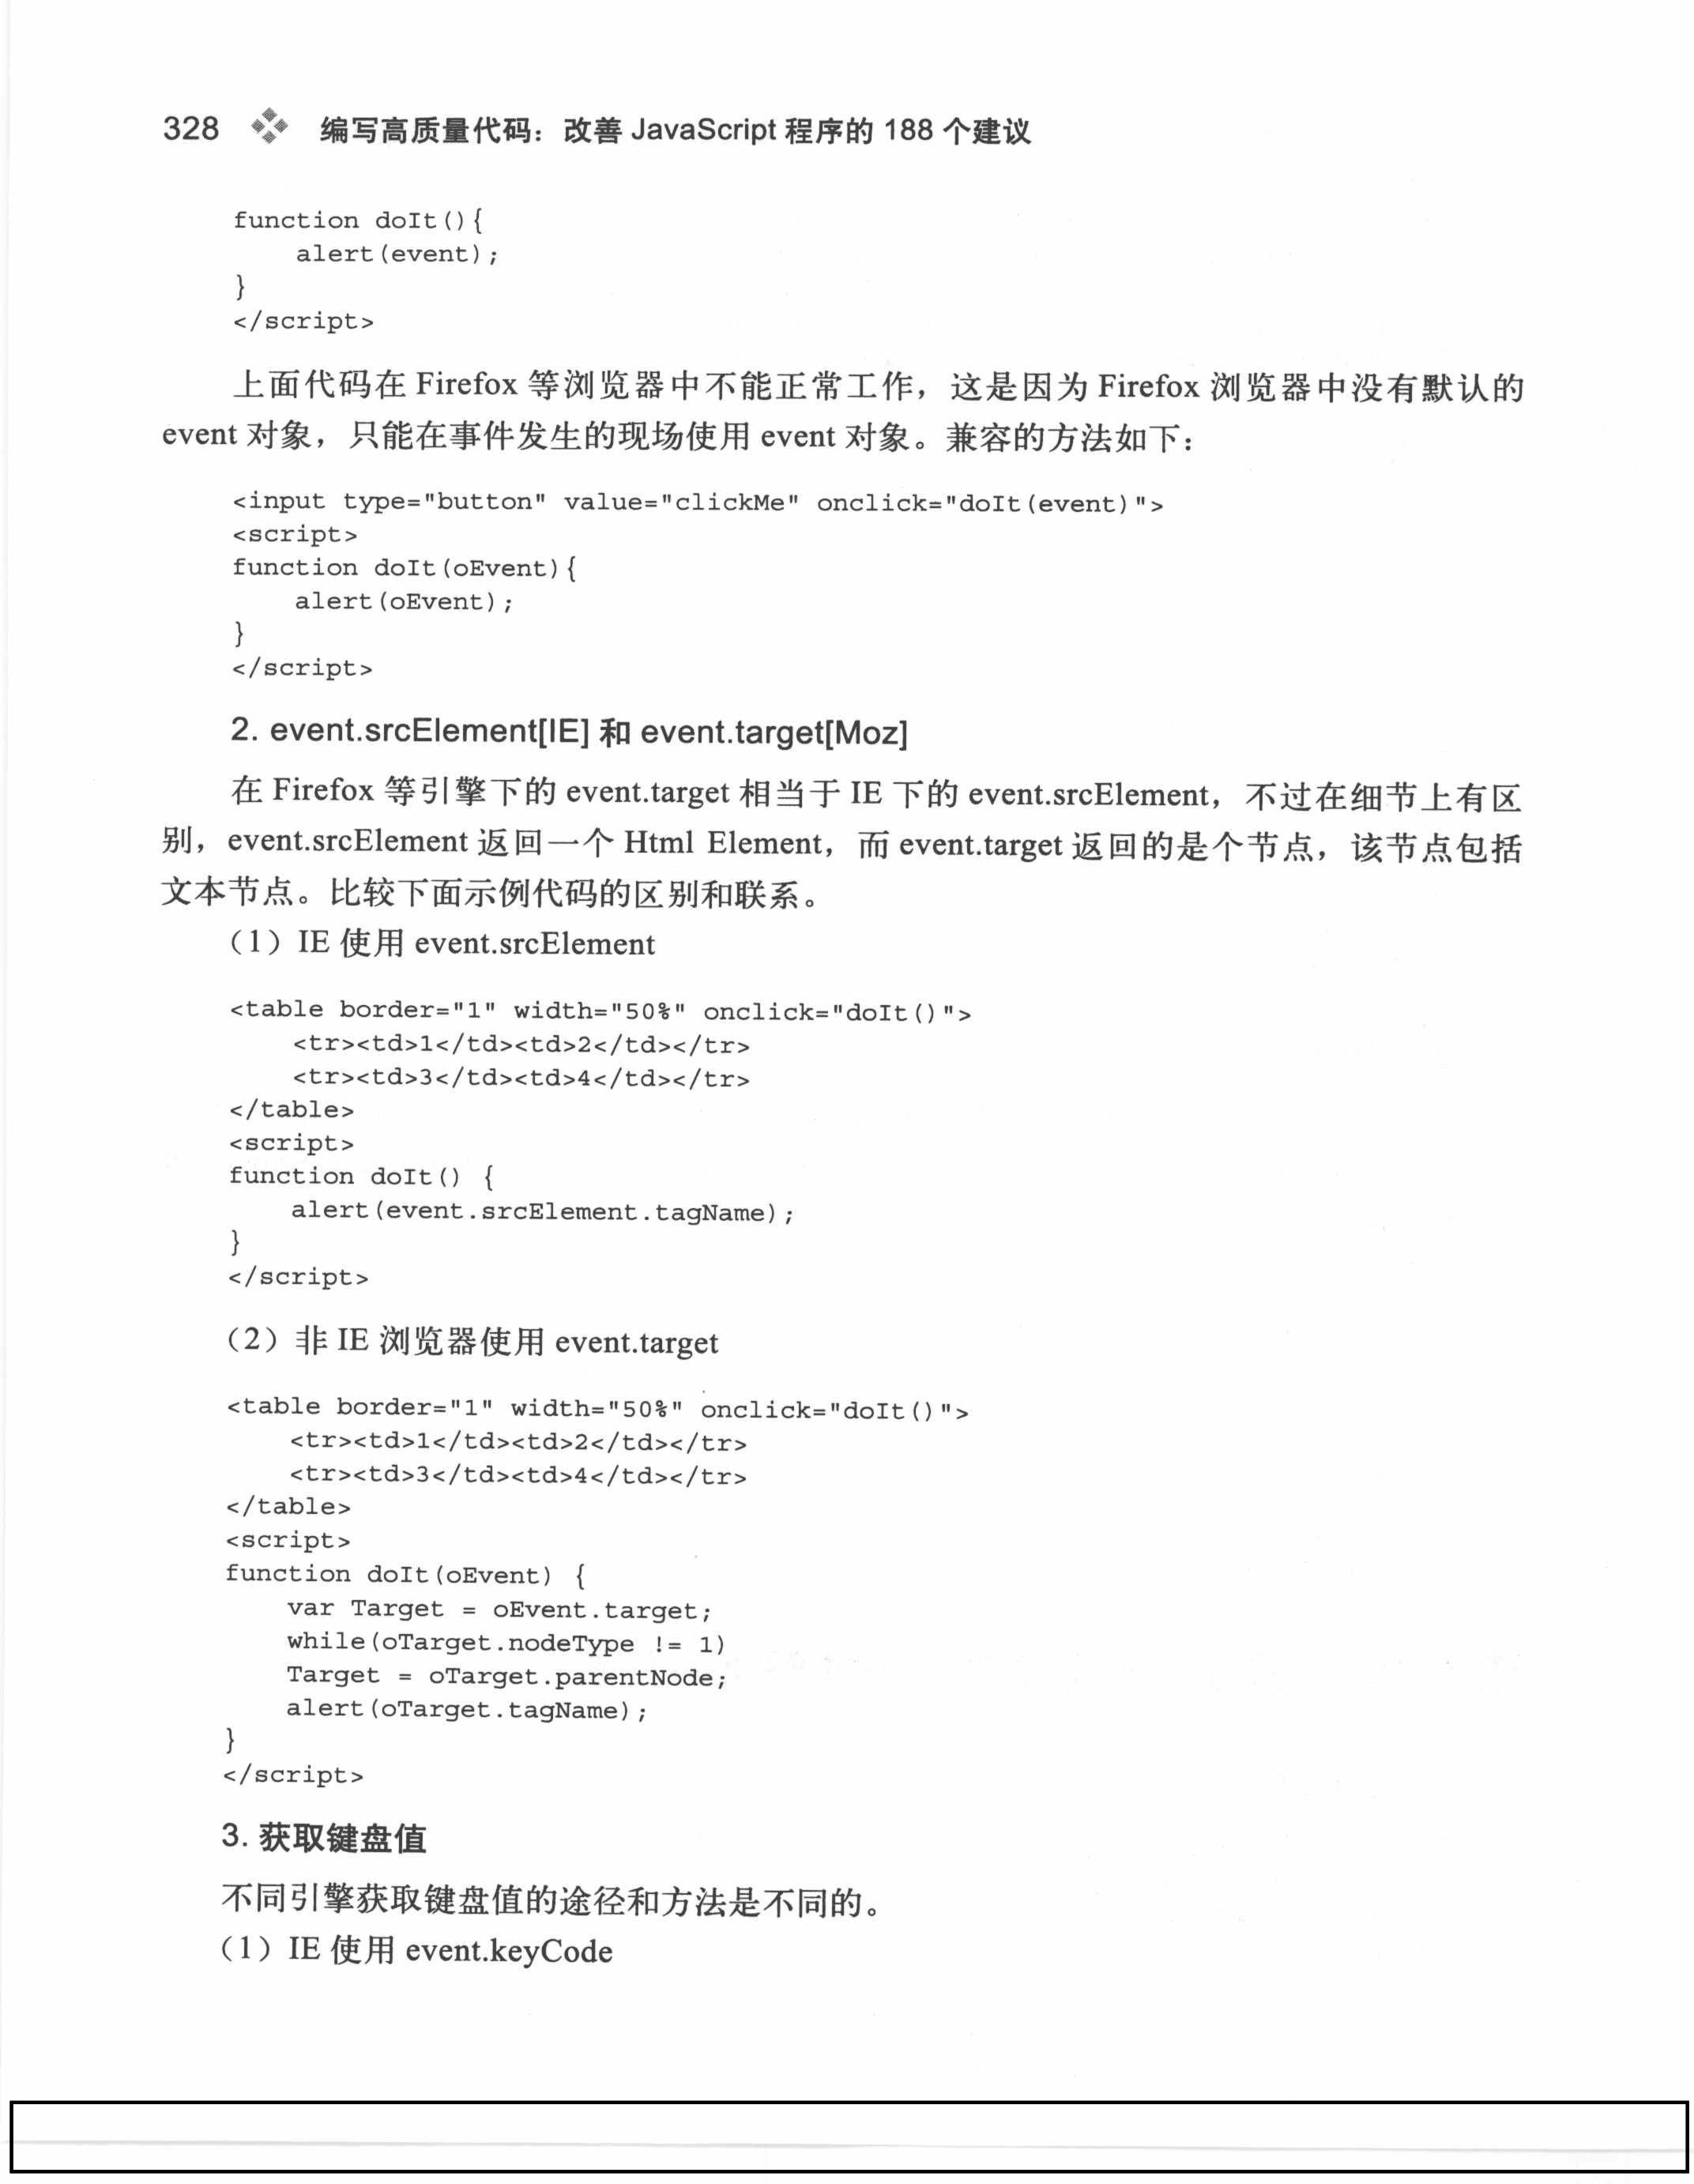 328 编写高质量代码：改善 JavaScript 程序的 188 个建议
function doIt(){
    alert(event);
}
</script>
上面代码在 Firefox 等浏览器中不能正常工作，这是因为 Firefox 浏览器中没有默认的
event 对象，只能在事件发生的现场使用 event 对象。兼容的方法如下：
<input type="button" value="clickMe" onclick="doIt(event)">
<script>
function doIt(oEvent){
    alert(oEvent);
}
</script>
2. event.srcElement[IE] 和 event.target[Moz]
在 Firefox 等引擎下的 event.target 相当于 IE 下的 event.srcElement，不过在细节上有区
别，event.srcElement 返回一个 Html Element，而 event.target 返回的是个节点，该节点包括
文本节点。比较下面示例代码的区别和联系。
（1）IE 使用 event.srcElement
<table border="1" width="50%" onclick="doIt()">
    <tr><td>1</td><td>2</td></tr>
    <tr><td>3</td><td>4</td></tr>
</table>
<script>
function doIt() {
    alert(event.srcElement.tagName);
}
</script>
（2）非 IE 浏览器使用 event.target
<table border="1" width="50%" onclick="doIt()">
    <tr><td>1</td><td>2</td></tr>
    <tr><td>3</td><td>4</td></tr>
</table>
<script>
function doIt(oEvent) {
    var Target = oEvent.target;
    while(oTarget.nodeType != 1)
    Target = oTarget.parentNode;
    alert(oTarget.tagName);
}
</script>
3. 获取键盘值
不同引擎获取键盘值的途径和方法是不同的。
（1）IE 使用 event.keyCode